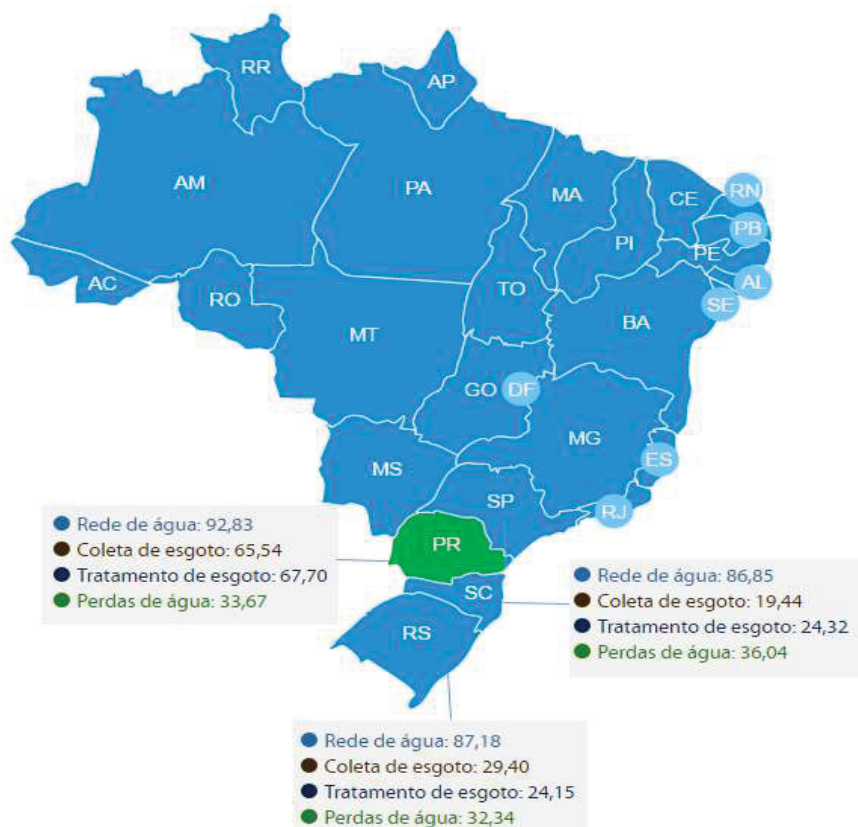 RR
AP
AM
PA
MA
CE
RN
PI
PB
PE
AC
RO
TO
AL
SE
BA
MT
GO
DF
MG
ES
MS
SP
RJ
PR
SC
RS
Rede de água: 92,83
Coleta de esgoto: 65,54
Tratamento de esgoto: 67,70
Perdas de água: 33,67
Rede de água: 86,85
Coleta de esgoto: 19,44
Tratamento de esgoto: 24,32
Perdas de água: 36,04
Rede de água: 87,18
Coleta de esgoto: 29,40
Tratamento de esgoto: 24,15
Perdas de água: 32,34